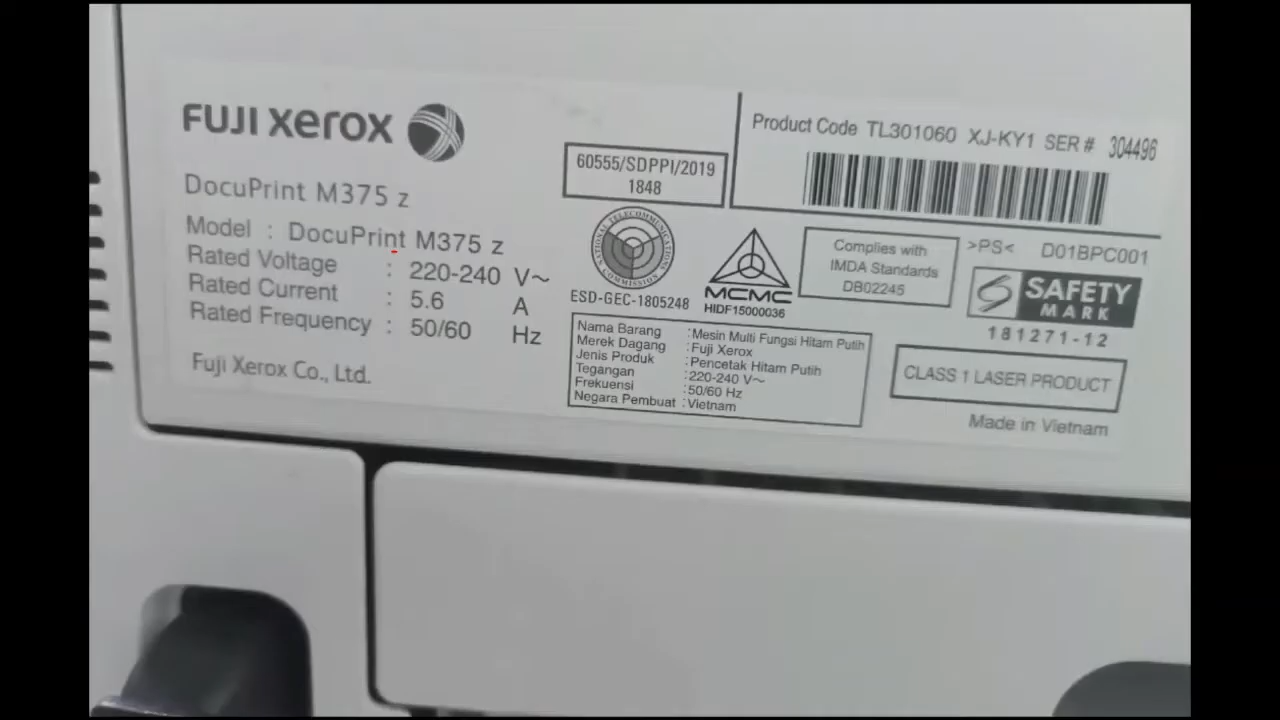 FUJI xerox
DocuPrint M375 z
Model : DocuPrint M375 z
Rated Voltage : 220-240 V~
Rated Current : 5.6 A
Rated Frequency : 50/60 Hz
Fuji Xerox Co., Ltd.
60555/SDPPI/2019
1848
NATIONAL TELECOMMUNICATIONS COMMISSION
ESD-GEC-1805248
MCMC
HIDF15000036
Product Code TL301060 XJ-KY1 SER # 304496
Complies with
IMDA Standards
DB02245
>PS< D01BPC001
SAFETY
MARK
181271-12
Nama Barang :Mesin Multi Fungsi Hitam Putih
Merek Dagang :Fuji Xerox
Jenis Produk :Pencetak Hitam Putih
Tegangan :220-240 V~
Frekuensi :50/60 Hz
Negara Pembuat :Vietnam
CLASS 1 LASER PRODUCT
Made in Vietnam